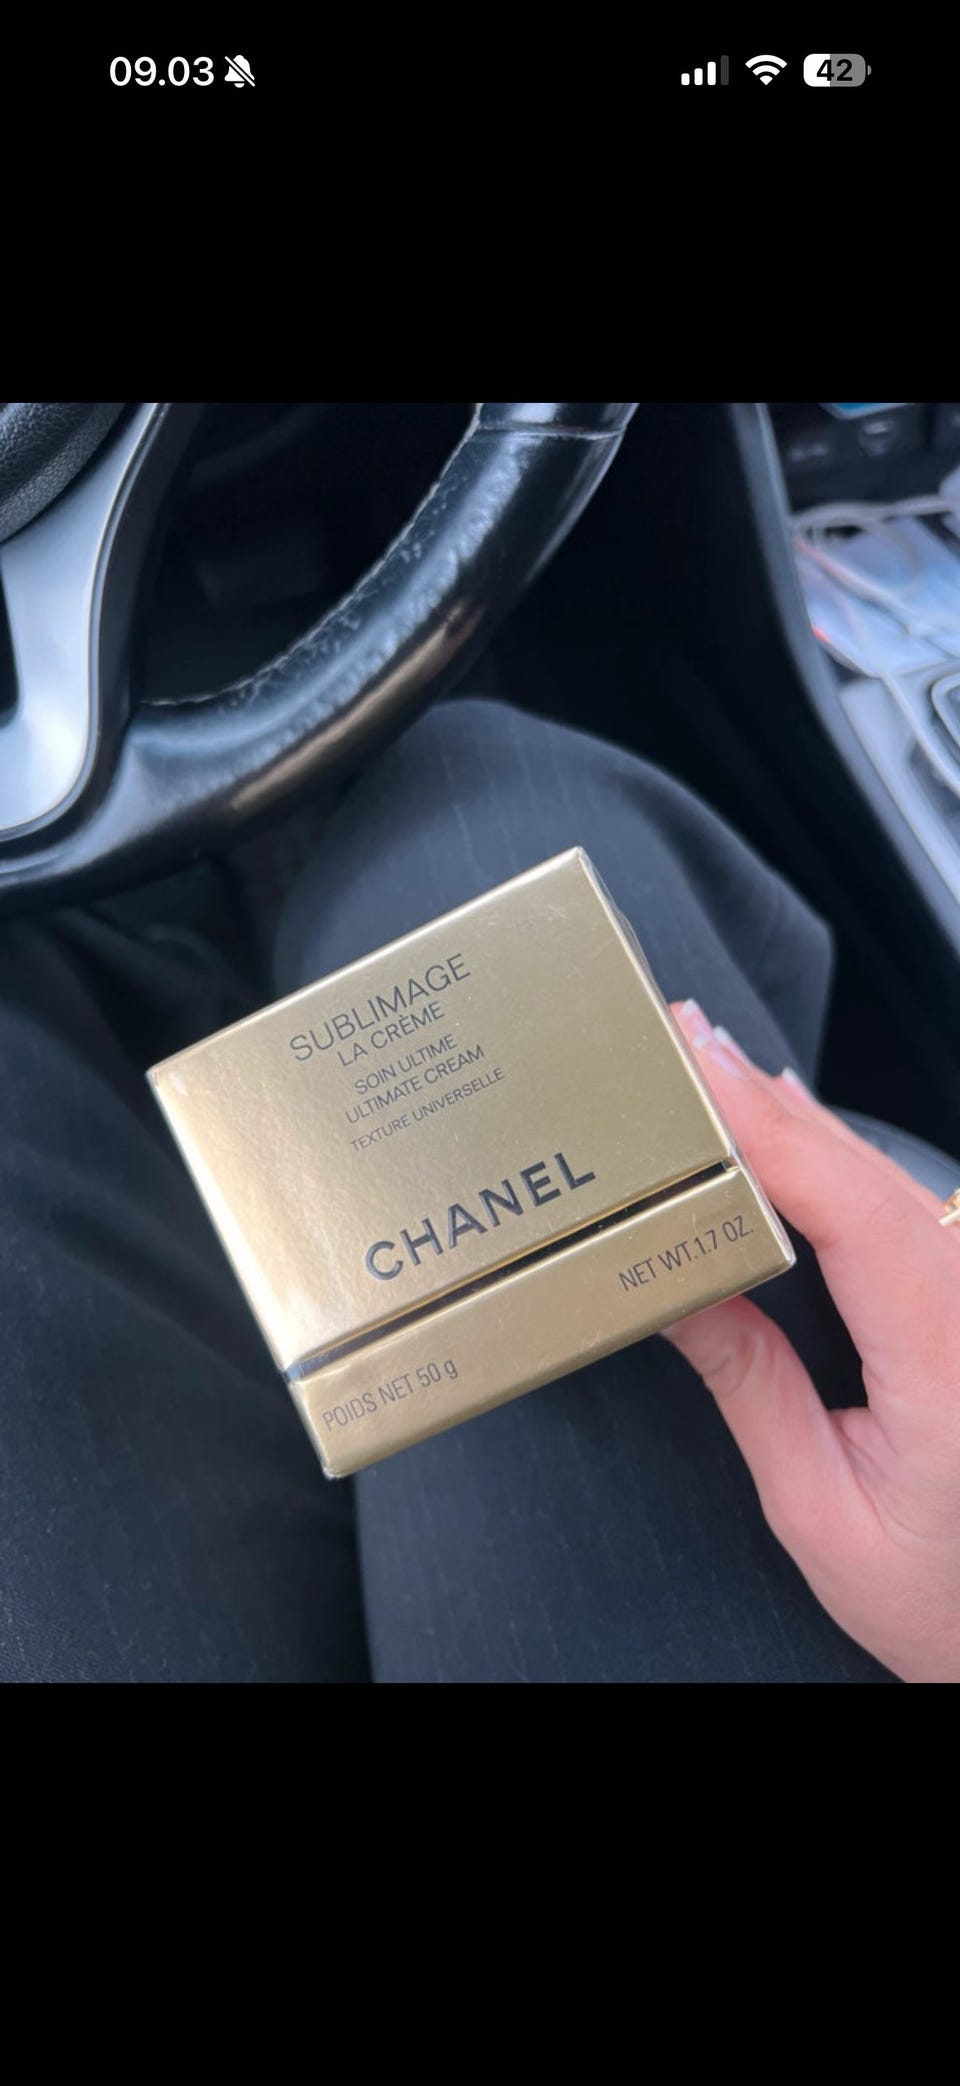 09.03
42
SUBLIMAGE
LA CRÈME
SOIN ULTIME
ULTIMATE CREAM
TEXTURE UNIVERSELLE
CHANEL
NET WT.1.7 OZ.
POIDS NET 50 g